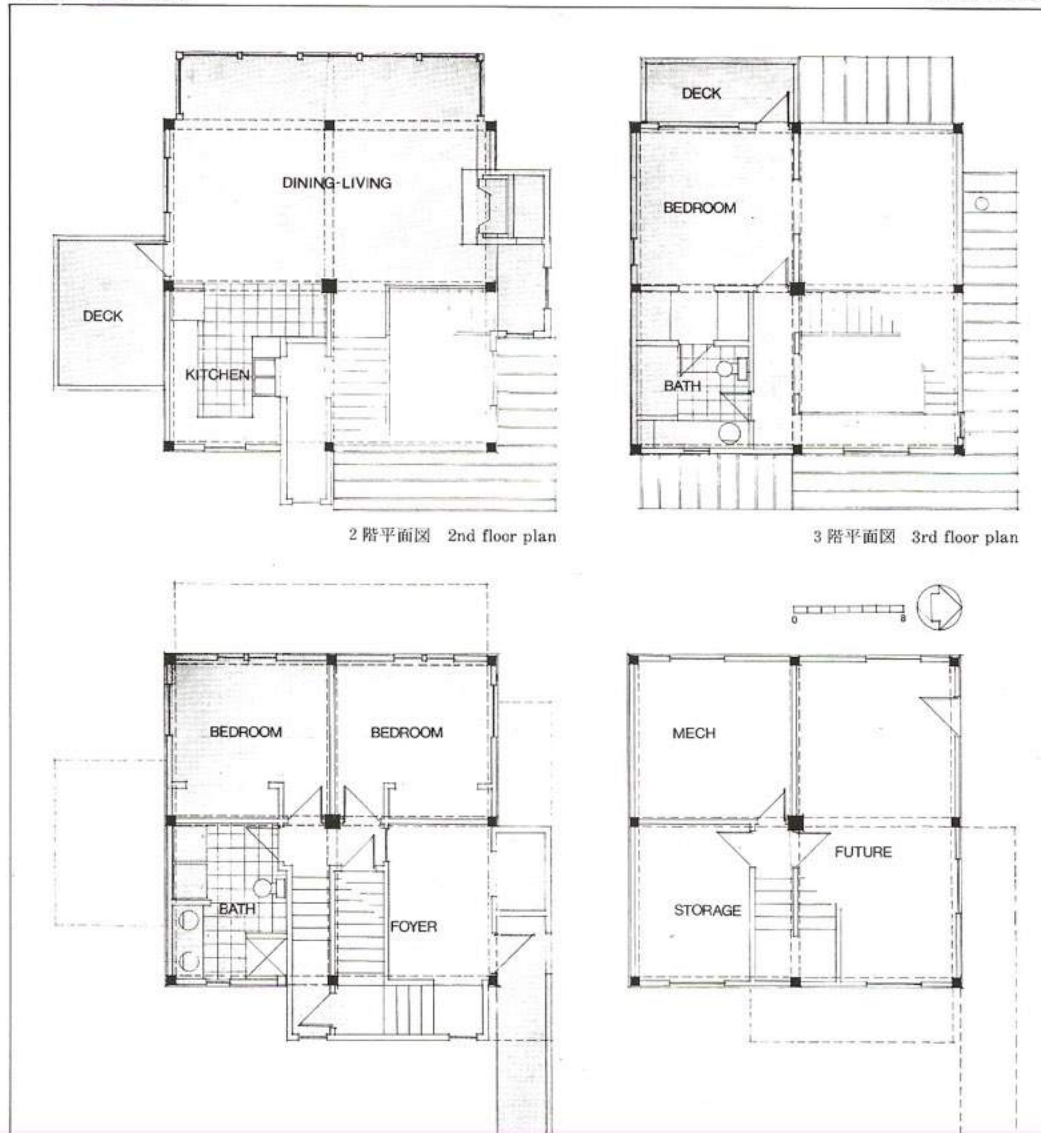 DINING-LIVING
DECK
KITCHEN
2階平面図 2nd floor plan
DECK
BEDROOM
BATH
3階平面図 3rd floor plan
0 8
BEDROOM BEDROOM
BATH
FOYER
MECH
FUTURE
STORAGE